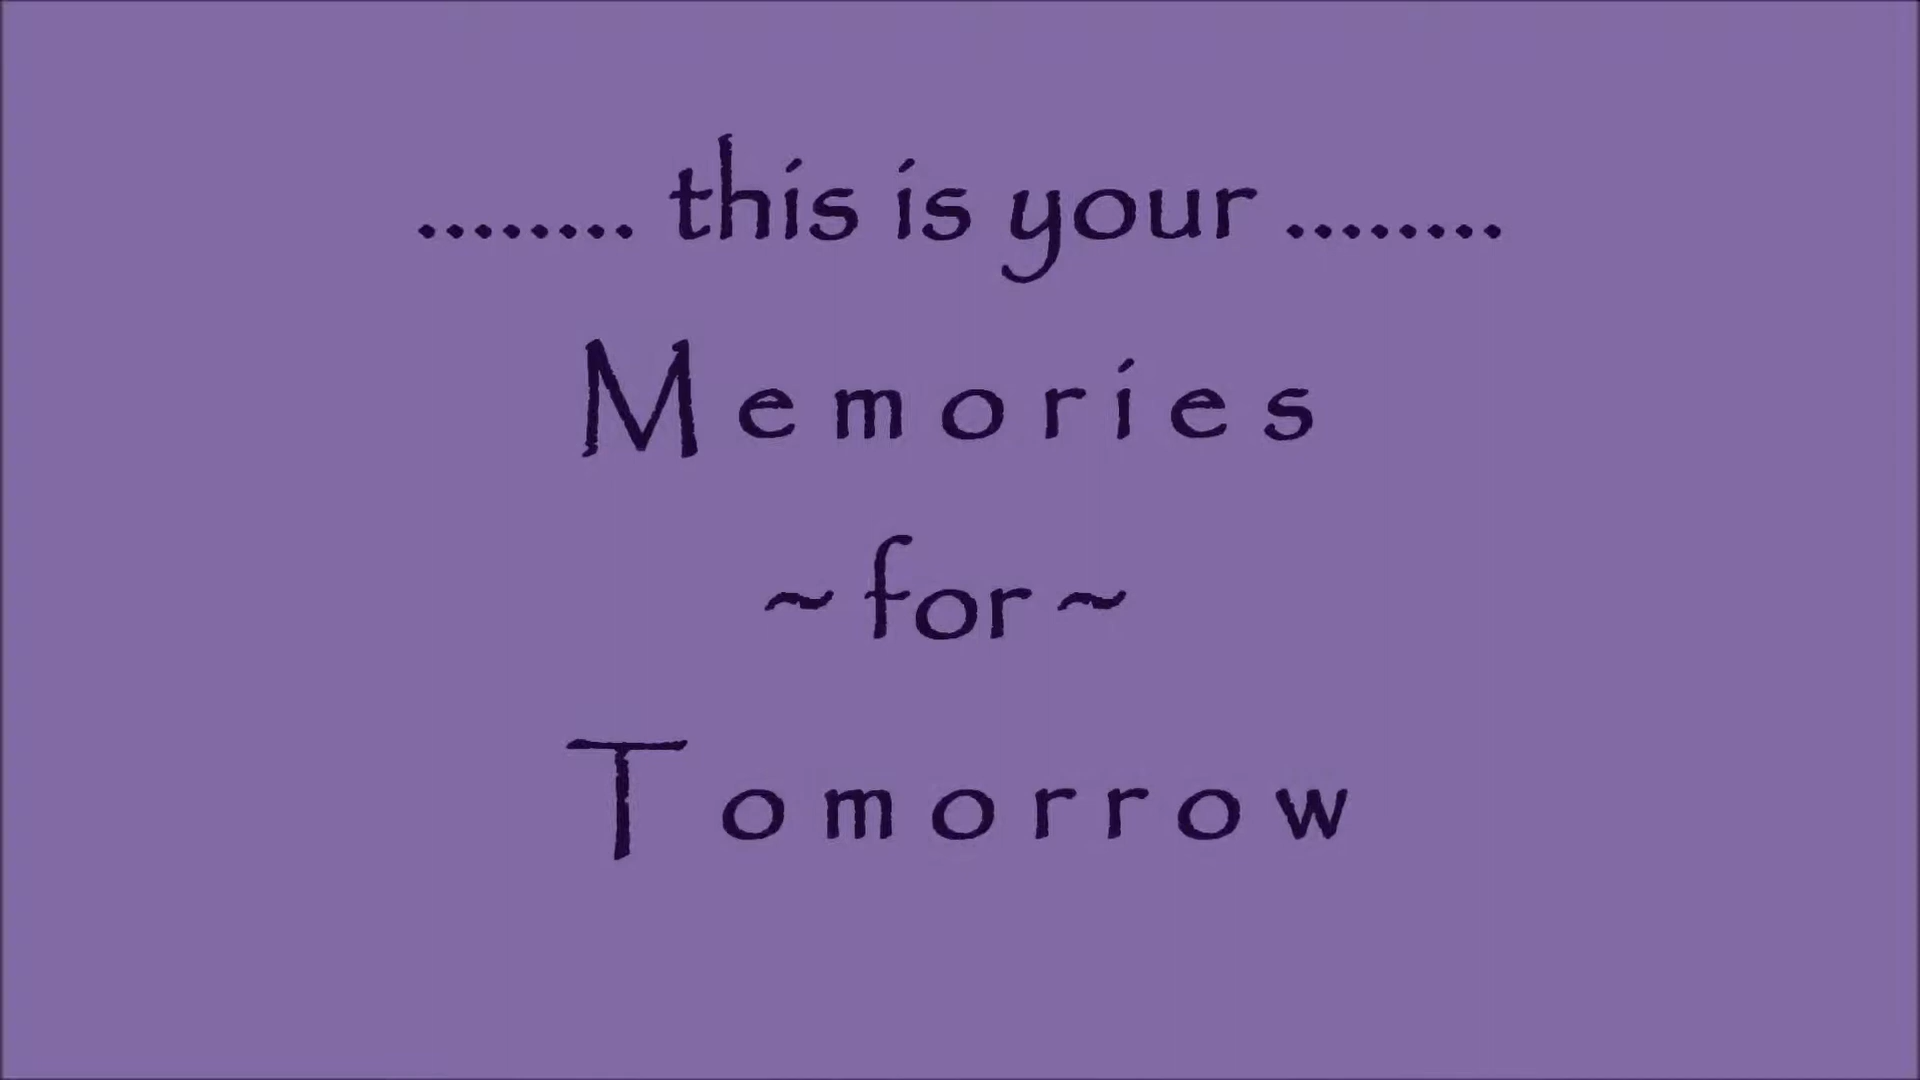 ........ this is your ........
Memories
~ for ~
Tomorrow